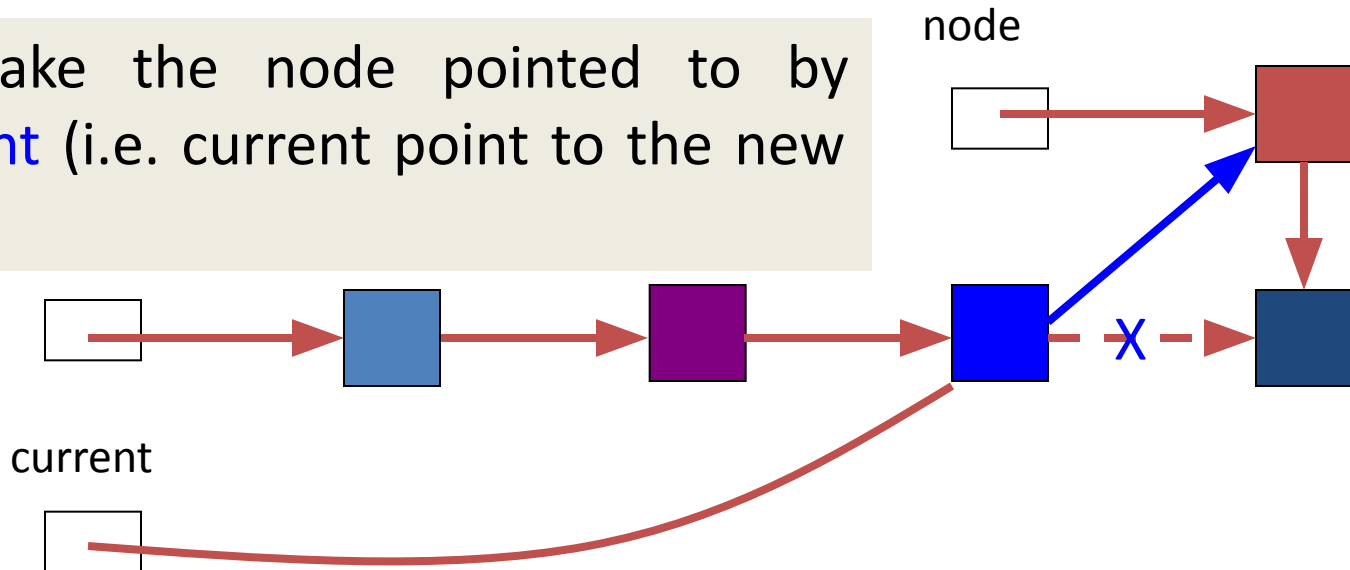 node
ake the node pointed to by
nt (i.e. current point to the new
X
current